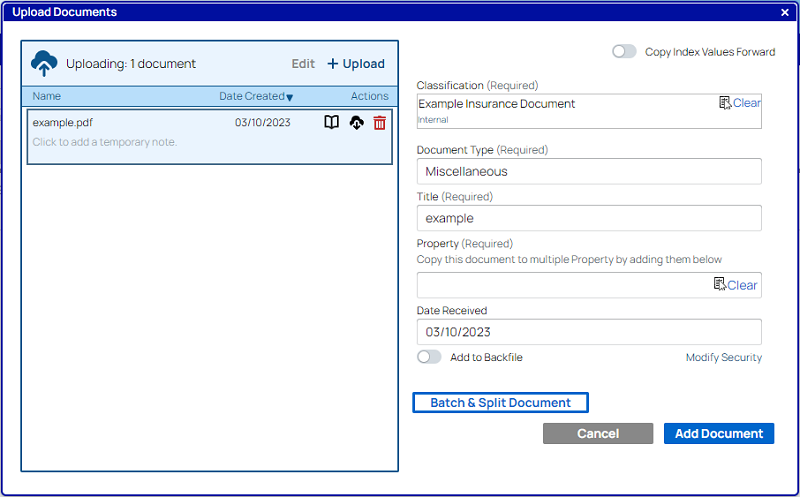 Upload Documents
Uploading: 1 document Edit + Upload
Name Date Created▼ Actions
example.pdf 03/10/2023
Click to add a temporary note.
Copy Index Values Forward
Classification (Required)
Example Insurance Document Clear
Internal
Document Type (Required)
Miscellaneous
Title (Required)
example
Property (Required)
Copy this document to multiple Property by adding them below
Clear
Date Received
03/10/2023
Add to Backfile Modify Security
Batch & Split Document
Cancel Add Document